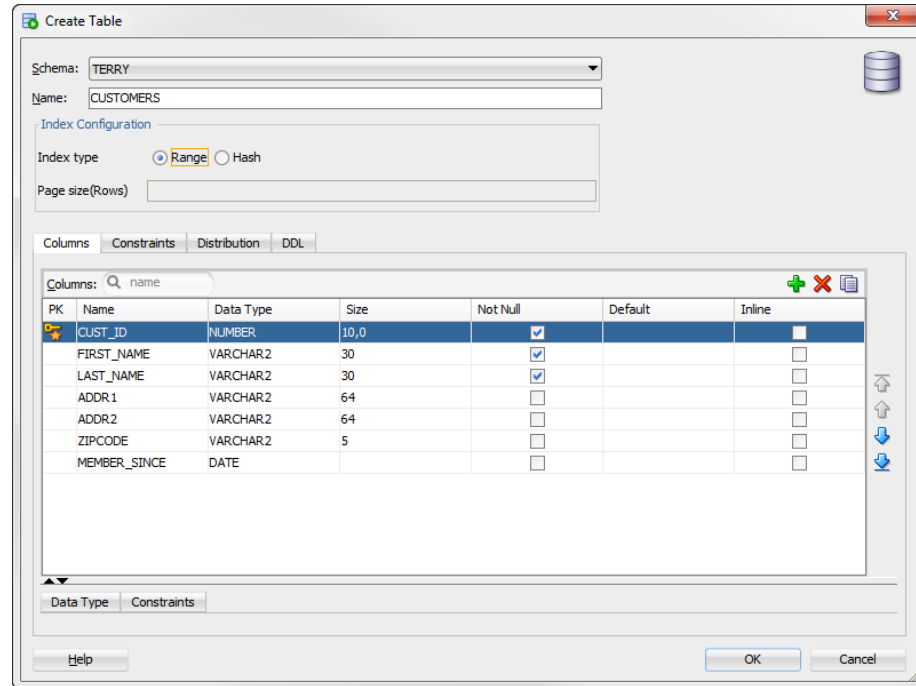 Create Table
Schema: TERRY
Name: CUSTOMERS
Index Configuration
Index type Range Hash
Page size(Rows)
Columns Constraints Distribution DDL
Columns: name
PK Name Data Type Size Not Null Default Inline
CUST_ID NUMBER 10,0
FIRST_NAME VARCHAR2 30
LAST_NAME VARCHAR2 30
ADDR1 VARCHAR2 64
ADDR2 VARCHAR2 64
ZIPCODE VARCHAR2 5
MEMBER_SINCE DATE
Data Type Constraints
Help OK Cancel